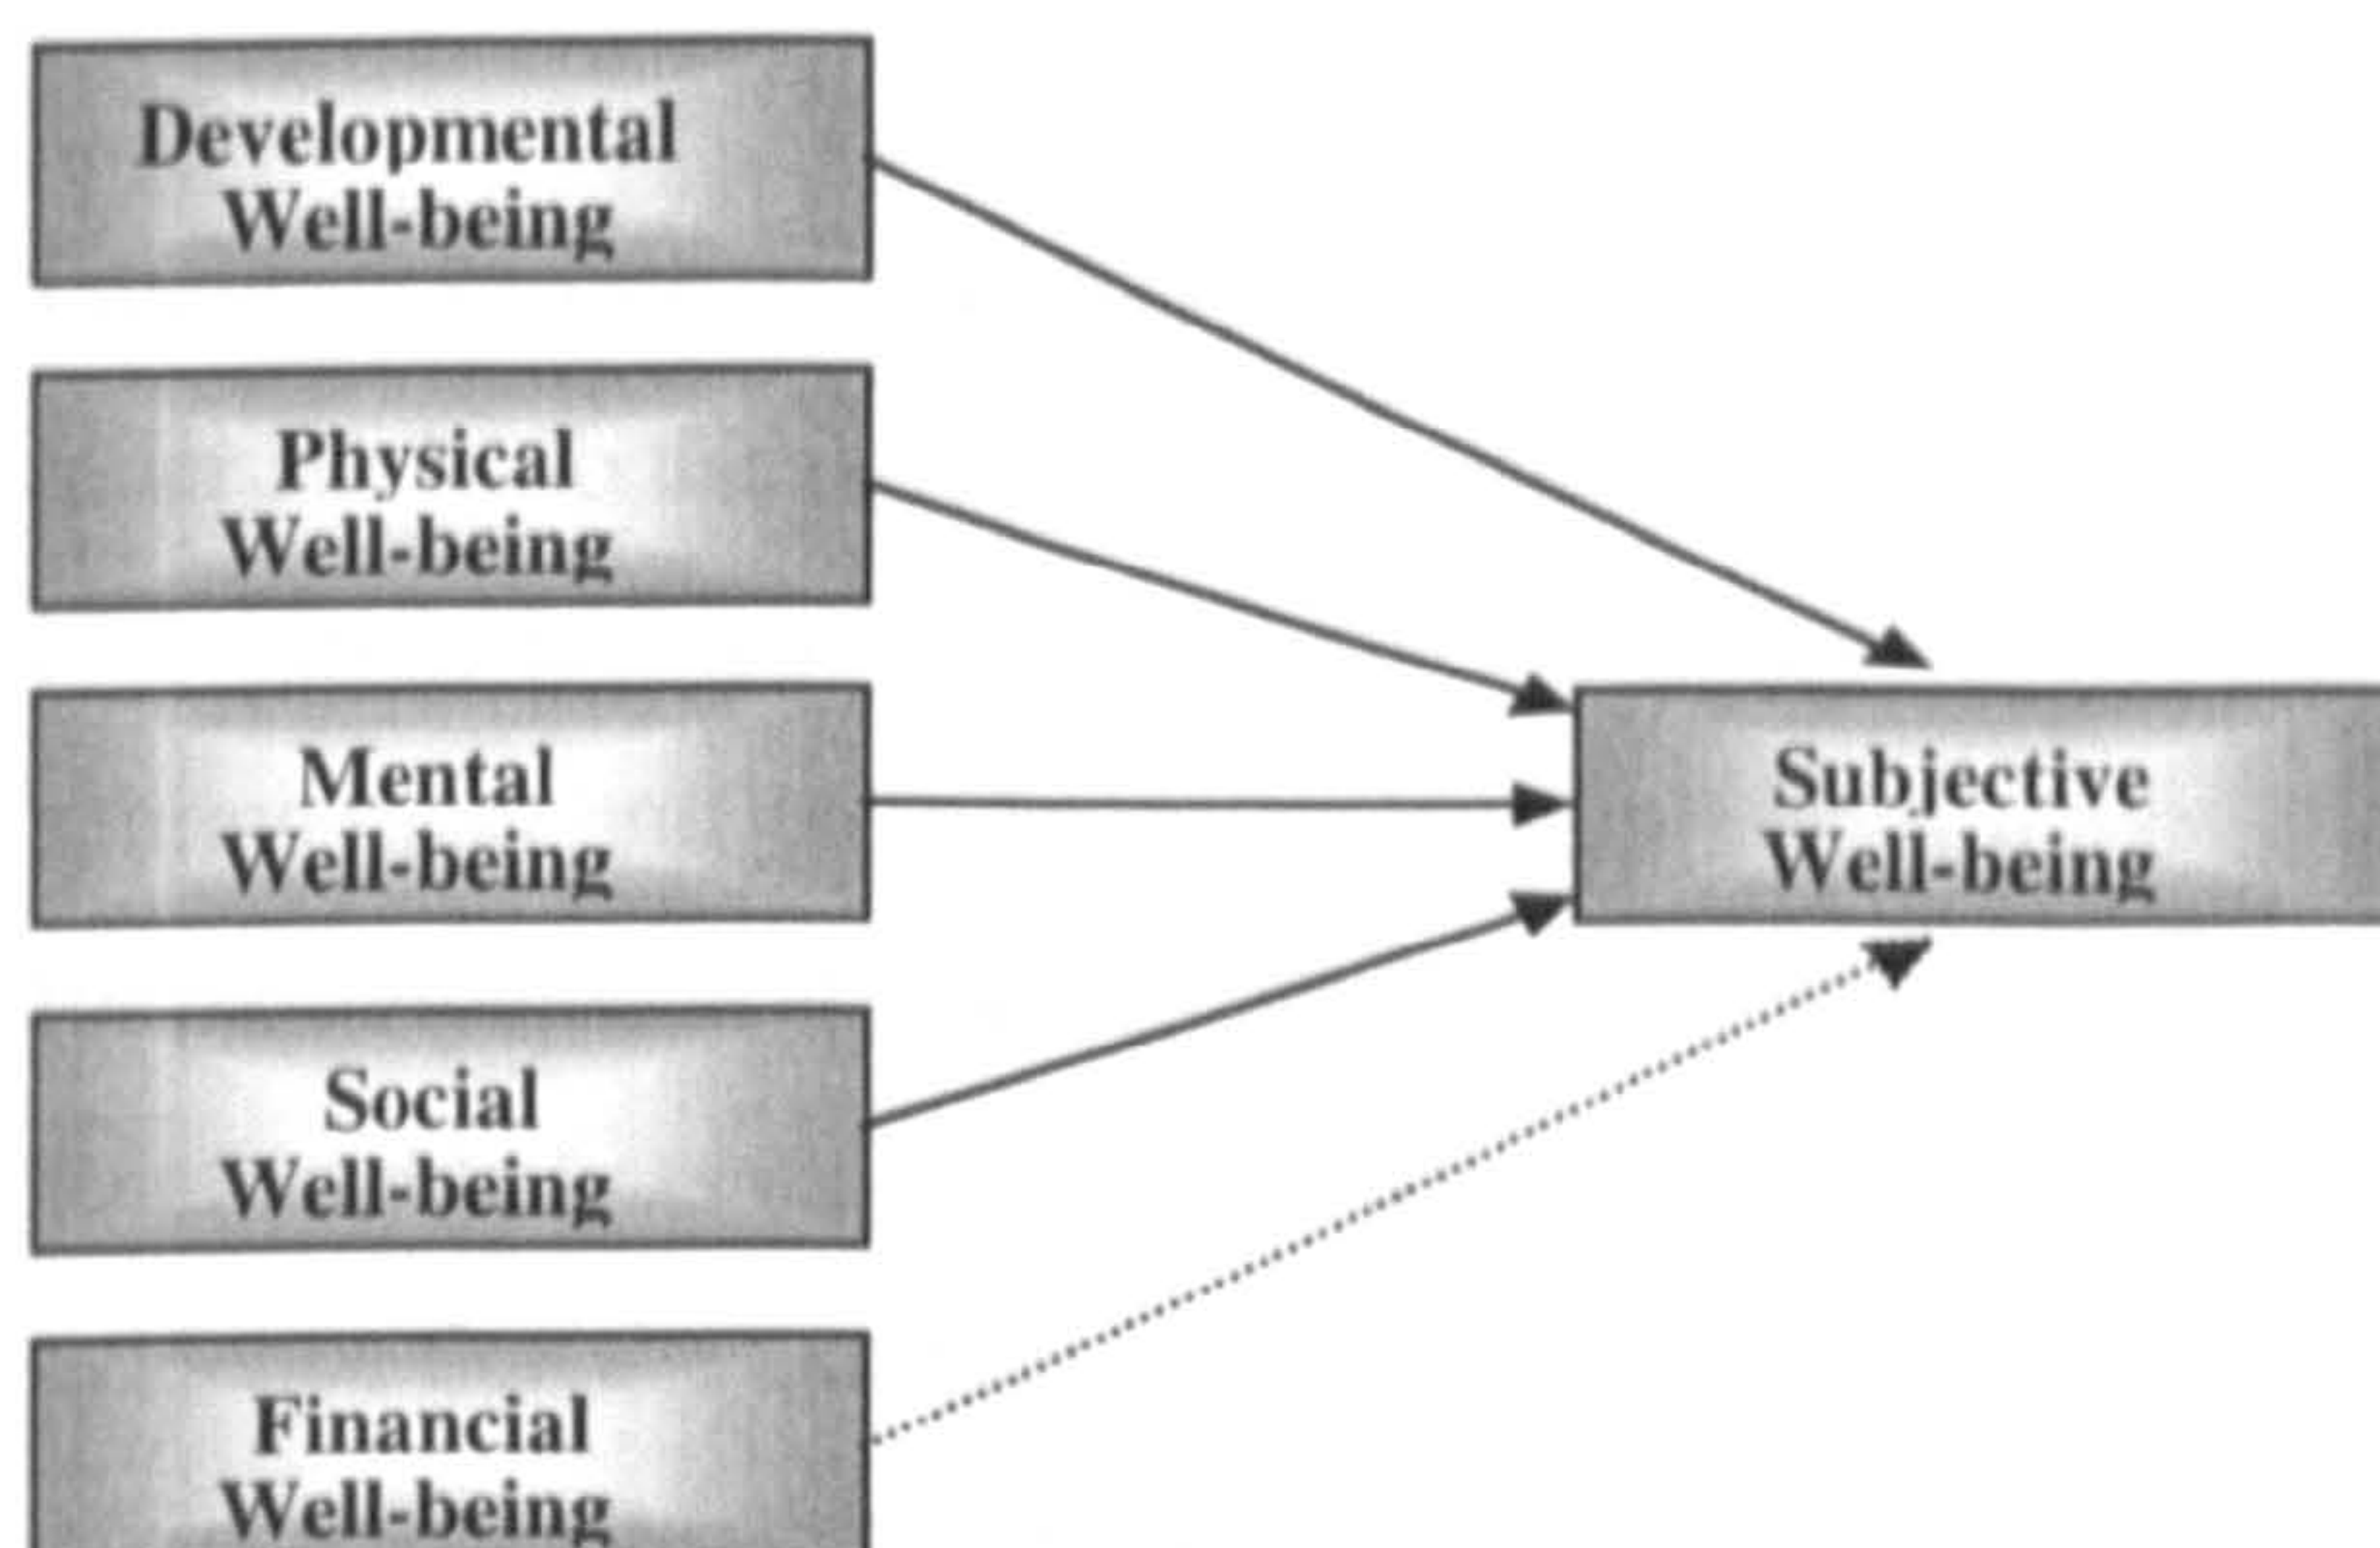 Developmental
Well-being
Physical
Well-being
Mental
Well-being
Subjective
Well-being
Social
Well-being
Financial
Well-being